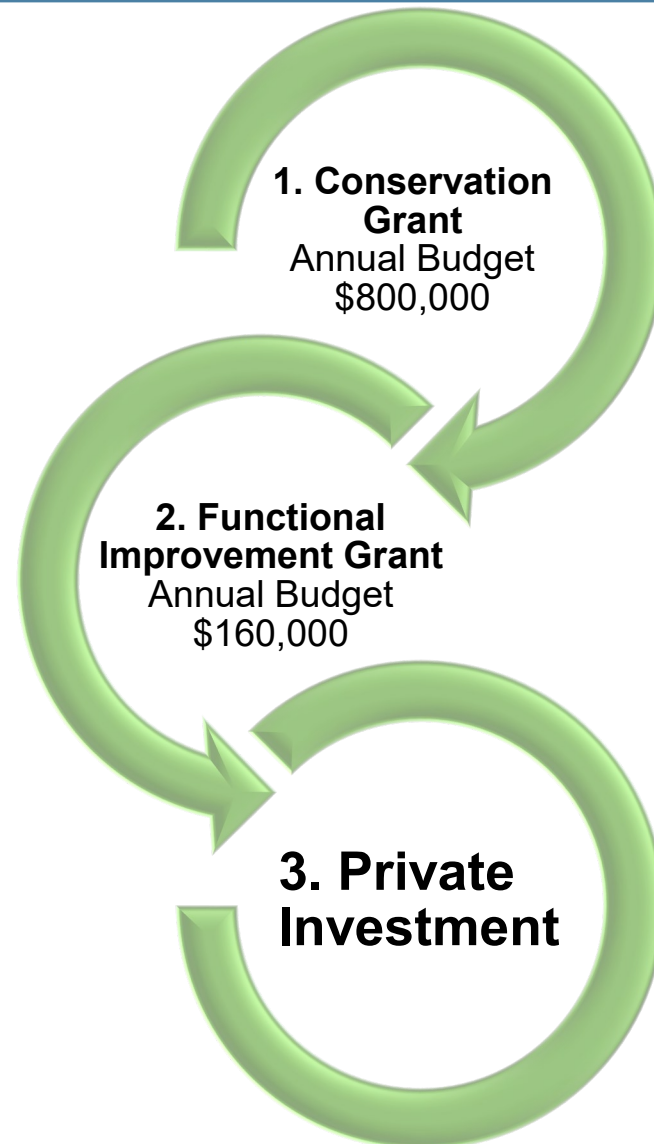 1. Conservation
Grant
Annual Budget
$800,000
2. Functional
Improvement Grant
Annual Budget
$160,000
3. Private
Investment